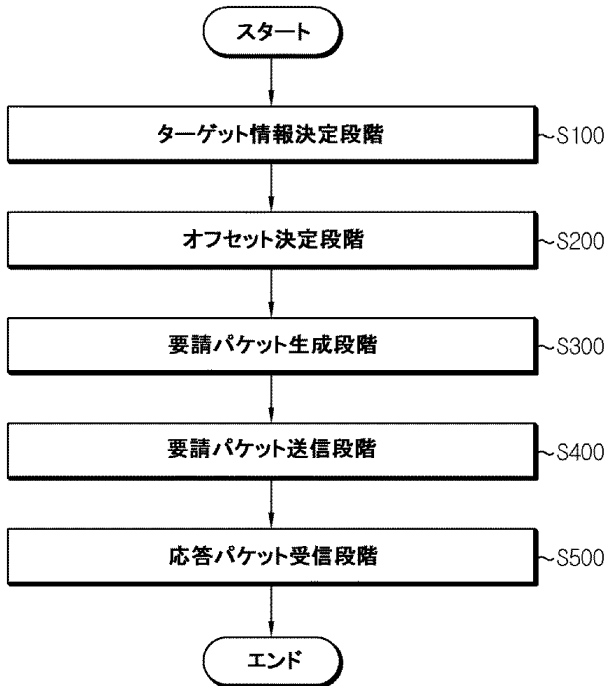 スタート
ターゲット情報決定段階
~S100
オフセット決定段階
~S200
要請パケット生成段階
~S300
要請パケット送信段階
~S400
応答パケット受信段階
~S500
エンド